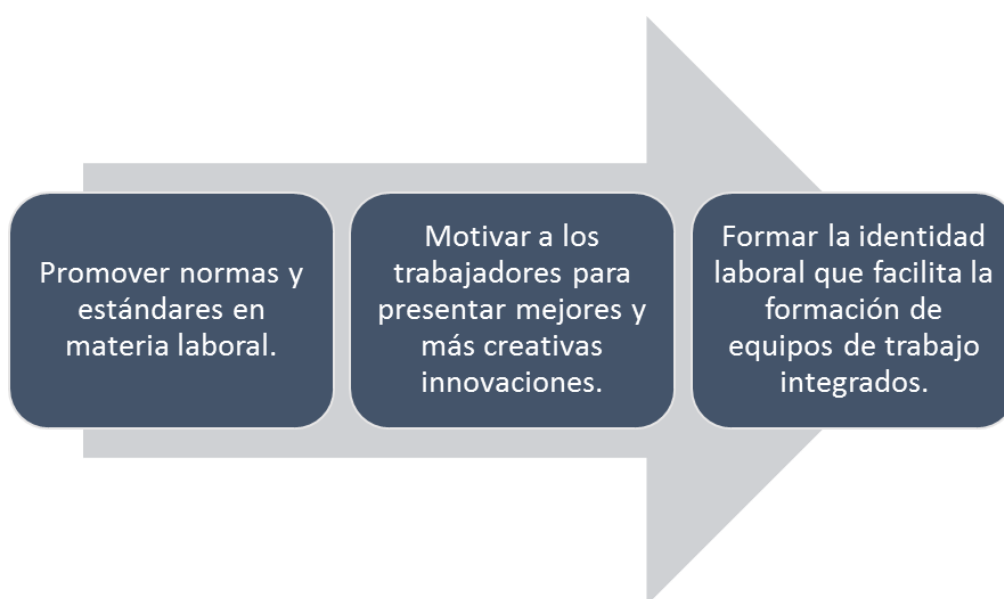 Promover normas y
estándares en
materia laboral.
Motivar a los
trabajadores para
presentar mejores y
más creativas
innovaciones.
Formar la identidad
laboral que facilita la
formación de
equipos de trabajo
integrados.